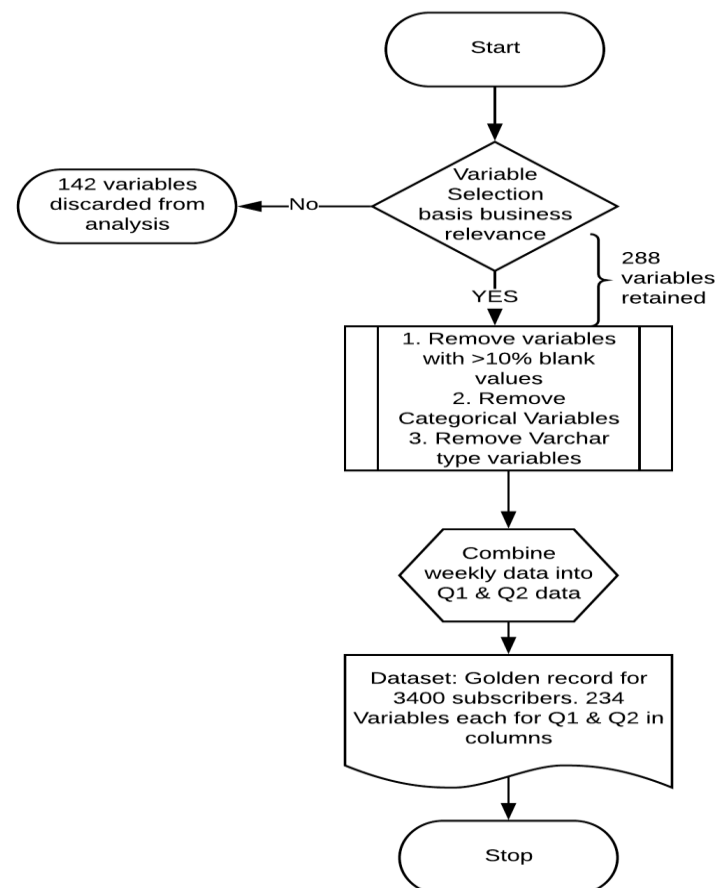 Start
Variable
Selection
basis business
relevance
No
142 variables
discarded from
analysis
288
variables
retained
YES
1. Remove variables
with >10% blank
values
2. Remove
Categorical Variables
3. Remove Varchar
type variables
Combine
weekly data into
Q1 & Q2 data
Dataset: Golden record for
3400 subscribers. 234
Variables each for Q1 & Q2 in
columns
Stop